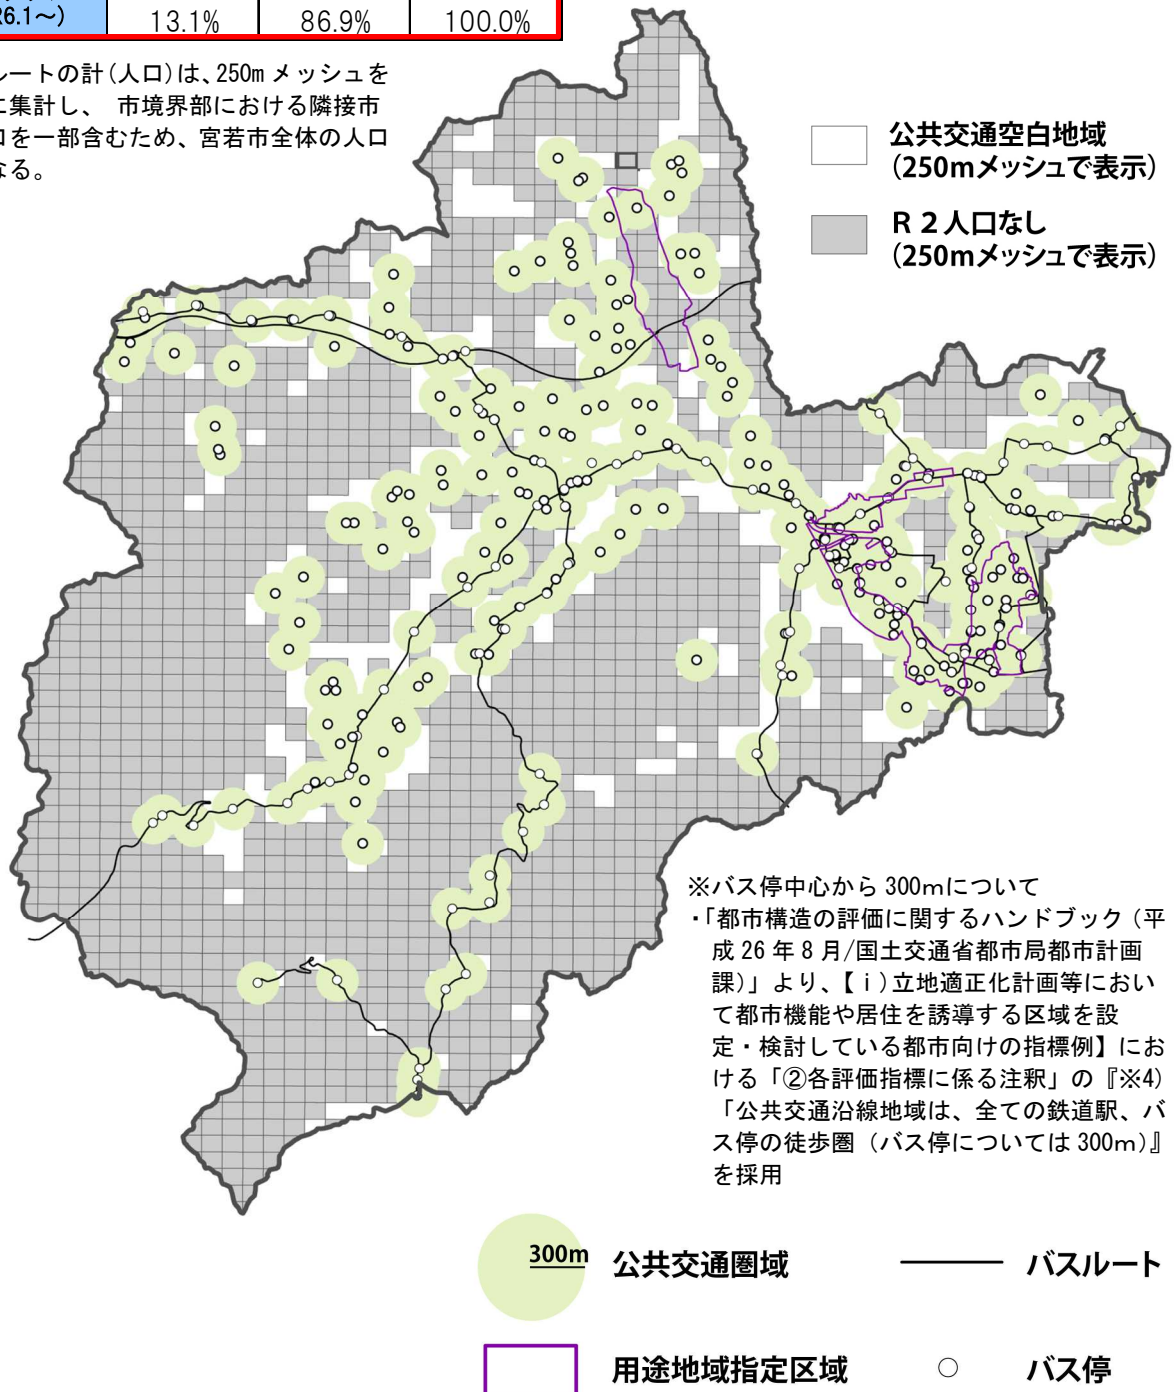 R6.1～)
13.1%
86.9%
100.0%
ルートの計(人口)は、250m メッシュを
に集計し、 市境界部における隣接市
口を一部含むため、宮若市全体の人口
なる。
公共交通空白地域
(250mメッシュで表示)
Ｒ２人口なし
(250mメッシュで表示)
※バス停中心から 300ｍについて
・「都市構造の評価に関するハンドブック（平
成 26 年 8 月/国土交通省都市局都市計画
課)」より、【ⅰ)立地適正化計画等におい
て都市機能や居住を誘導する区域を設
定・検討している都市向けの指標例】にお
ける「②各評価指標に係る注釈」の『※4)
「公共交通沿線地域は、全ての鉄道駅、バ
ス停の徒歩圏（バス停については 300ｍ)』
を採用
300m
公共交通圏域
バスルート
用途地域指定区域
バス停